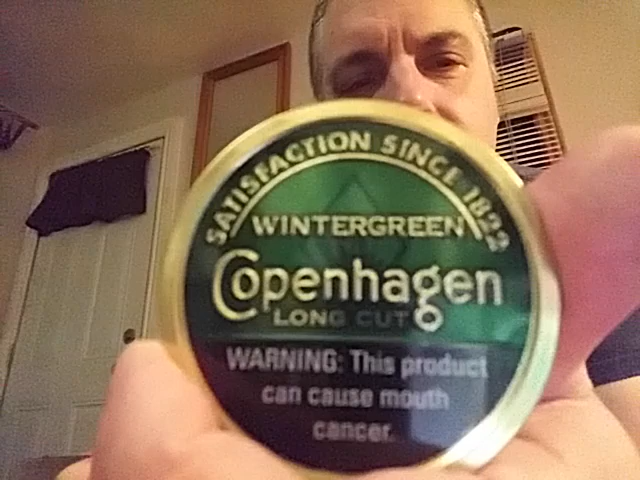 SATISFACTION SINCE 1822
WINTERGREEN
Copenhagen
LONG CUT
WARNING: This product
can cause mouth
cancer.